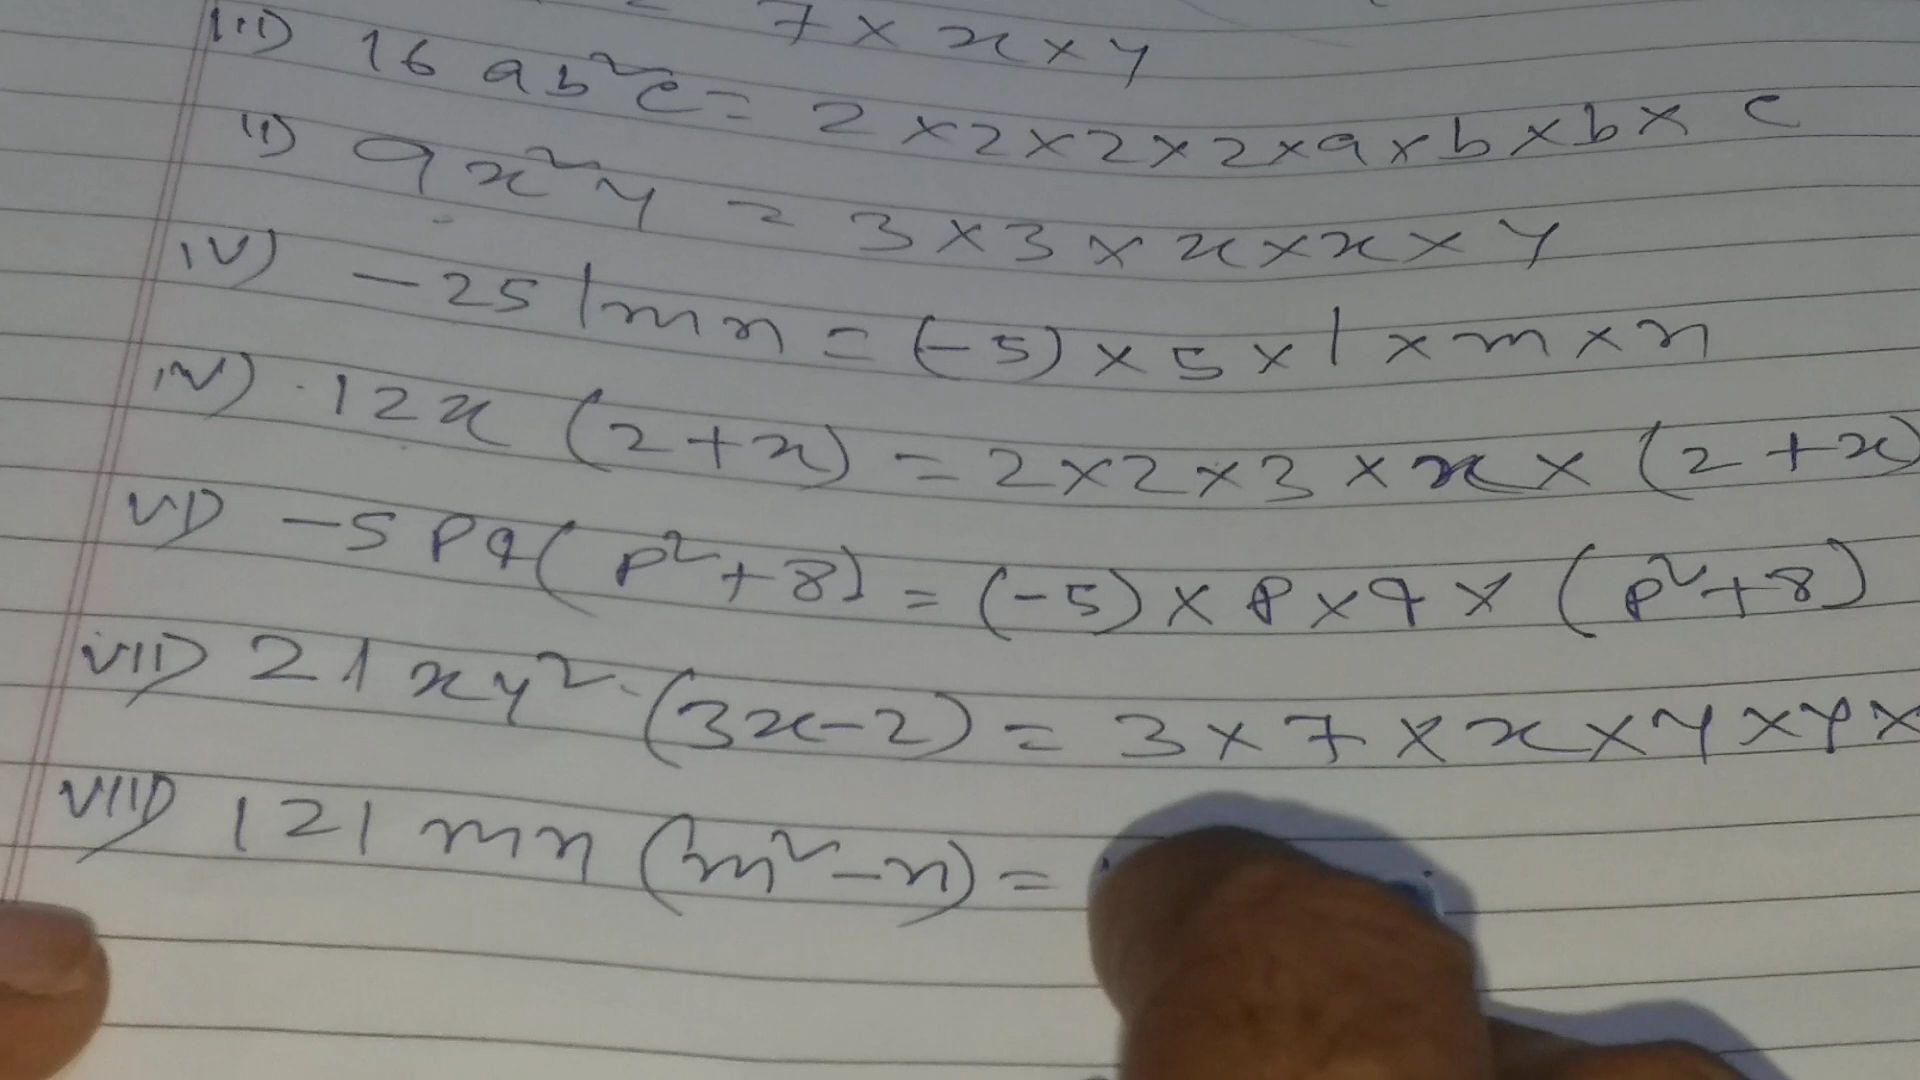 7 × x × y
iii) 16 ab²c = 2 × 2 × 2 × 2 × a × b × b × c
ii) 9x²y = 3 × 3 × x × x × y
iv) -25 lmn = (-5) × 5 × l × m × n
iv) 12x (2+x) = 2 × 2 × 3 × x × (2+x)
vi) -5pq (p²+8) = (-5) × p × q × (p²+8)
vii) 21xy² (3x-2) = 3 × 7 × x × y × y ×
viii) 121 mn (m²-n) =